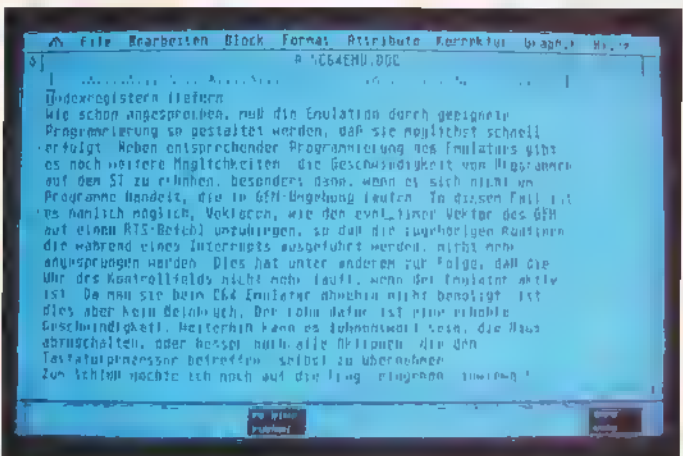 File Bearbeiten Block Format Attribute Korrektur Graph.
A:\C64EMU.DOC
Indexregistern liefern
Wie schon angesprochen, muß die Emulation durch geeignete
Programmierung so gestaltet werden, daß sie möglichst schnell
erfolgt. Neben entsprechender Programmierung des Emulators gibt
es noch weitere Möglichkeiten die Geschwindigkeit von Programmen
auf dem ST zu erhöhen, besonders dann, wenn es sich nicht um
Programme handelt, die in GEM-Umgebung laufen. In diesem Fall ist
es nämlich möglich, Vektoren, wie den evnt_timer Vektor des GEM
auf einen RTS-Befehl umzubiegen, so daß die zugehörigen Routinen
die während eines Interrupts ausgeführt werden, nicht mehr
angesprungen werden. Dies hat unter anderem zur Folge, daß die
Uhr des Kontrollfelds nicht mehr läuft, wenn der Emulator aktiv
ist. Da man sie beim C64 Emulator ohnehin nicht benötigt ist
dies aber kein Beinbruch. Der Lohn dafür ist eine erhöhte
Geschwindigkeit. Weiterhin kann es lohnenswert sein, die Maus
abzuschalten, oder besser noch alle Aktionen die den
Tastaturprozessor betreffen selbst zu übernehmen
Zum Schluß möchte ich noch auf die Frage eingehen